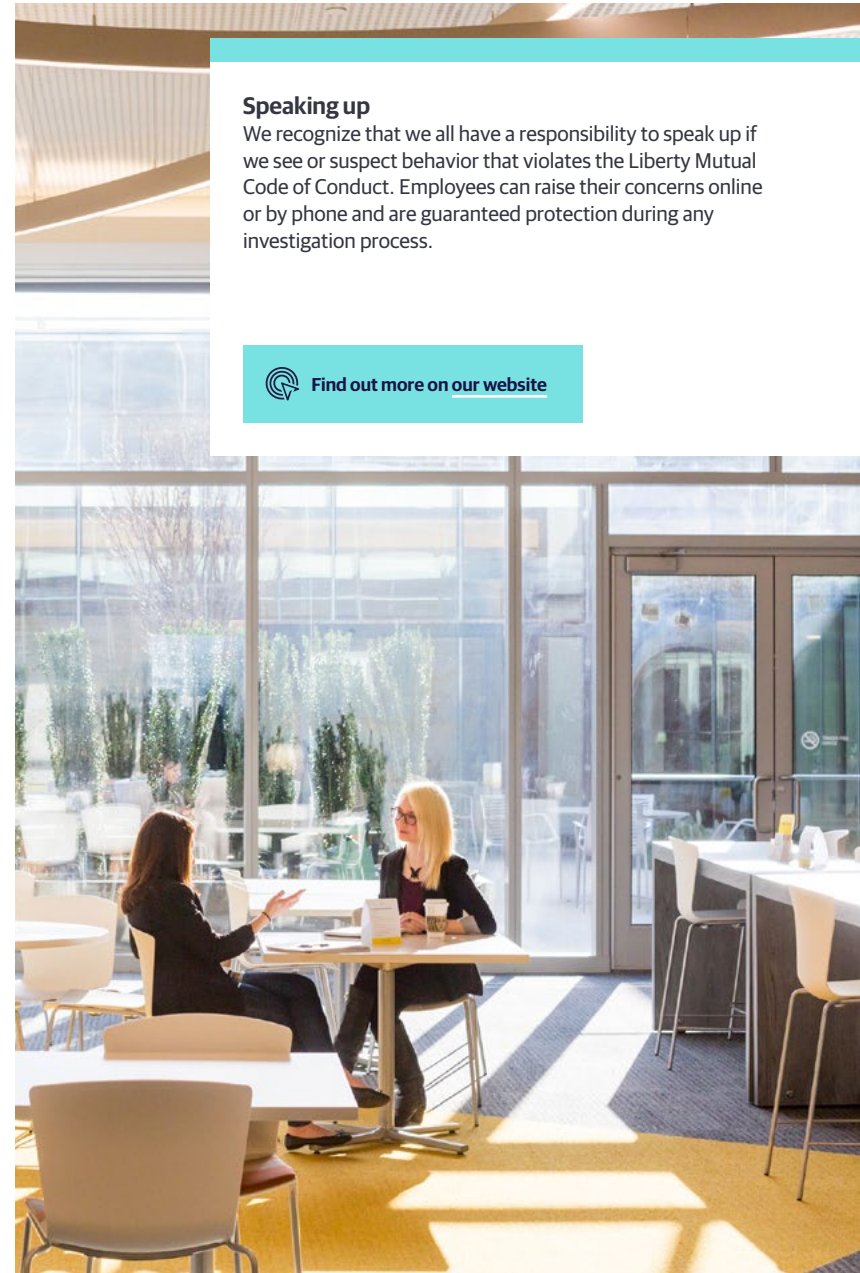 Speaking up
We recognize that we all have a responsibility to speak up if
we see or suspect behavior that violates the Liberty Mutual
Code of Conduct. Employees can raise their concerns online
or by phone and are guaranteed protection during any
investigation process.
Find out more on our website